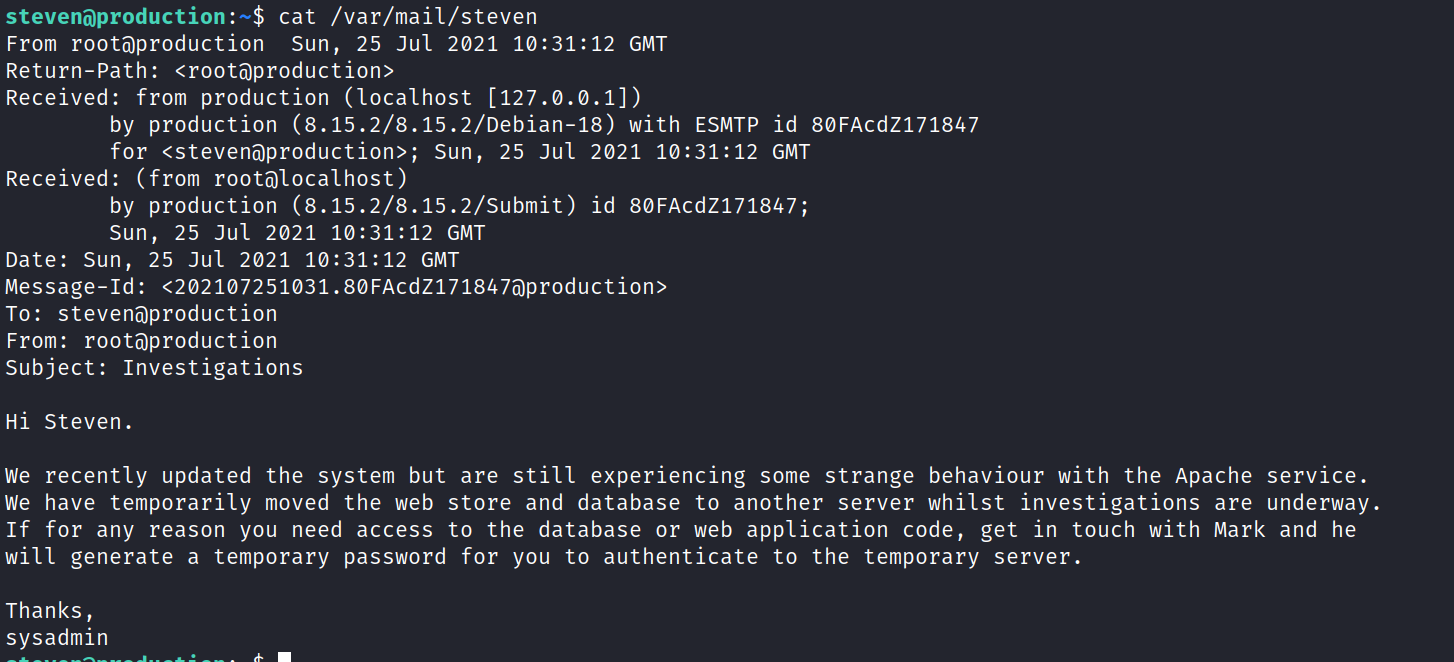 steven@production:~$ cat /var/mail/steven
From root@production  Sun, 25 Jul 2021 10:31:12 GMT
Return-Path: <root@production>
Received: from production (localhost [127.0.0.1])
        by production (8.15.2/8.15.2/Debian-18) with ESMTP id 80FAcdZ171847
        for <steven@production>; Sun, 25 Jul 2021 10:31:12 GMT
Received: (from root@localhost)
        by production (8.15.2/8.15.2/Submit) id 80FAcdZ171847;
        Sun, 25 Jul 2021 10:31:12 GMT
Date: Sun, 25 Jul 2021 10:31:12 GMT
Message-Id: <202107251031.80FAcdZ171847@production>
To: steven@production
From: root@production
Subject: Investigations

Hi Steven.

We recently updated the system but are still experiencing some strange behaviour with the Apache service.
We have temporarily moved the web store and database to another server whilst investigations are underway.
If for any reason you need access to the database or web application code, get in touch with Mark and he
will generate a temporary password for you to authenticate to the temporary server.

Thanks,
sysadmin
steven@production:~$